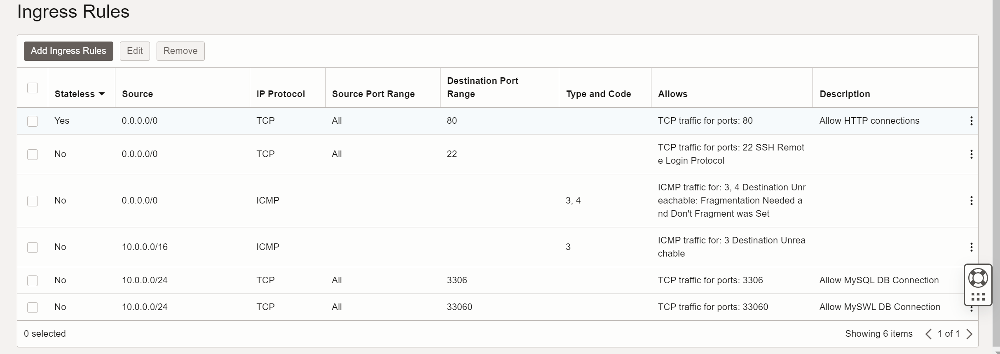 Ingress Rules
Add Ingress Rules Edit Remove
Stateless Source IP Protocol Source Port Range Destination Port Range Type and Code Allows Description
Yes 0.0.0.0/0 TCP All 80 TCP traffic for ports: 80 Allow HTTP connections
No 0.0.0.0/0 TCP All 22 TCP traffic for ports: 22 SSH Remot
e Login Protocol
No 0.0.0.0/0 ICMP 3, 4 ICMP traffic for: 3, 4 Destination Unr
eachable: Fragmentation Needed a
nd Don't Fragment was Set
No 10.0.0.0/16 ICMP 3 ICMP traffic for: 3 Destination Unrea
chable
No 10.0.0.0/24 TCP All 3306 TCP traffic for ports: 3306 Allow MySQL DB Connection
No 10.0.0.0/24 TCP All 33060 TCP traffic for ports: 33060 Allow MySWL DB Connection
0 selected Showing 6 items 1 of 1